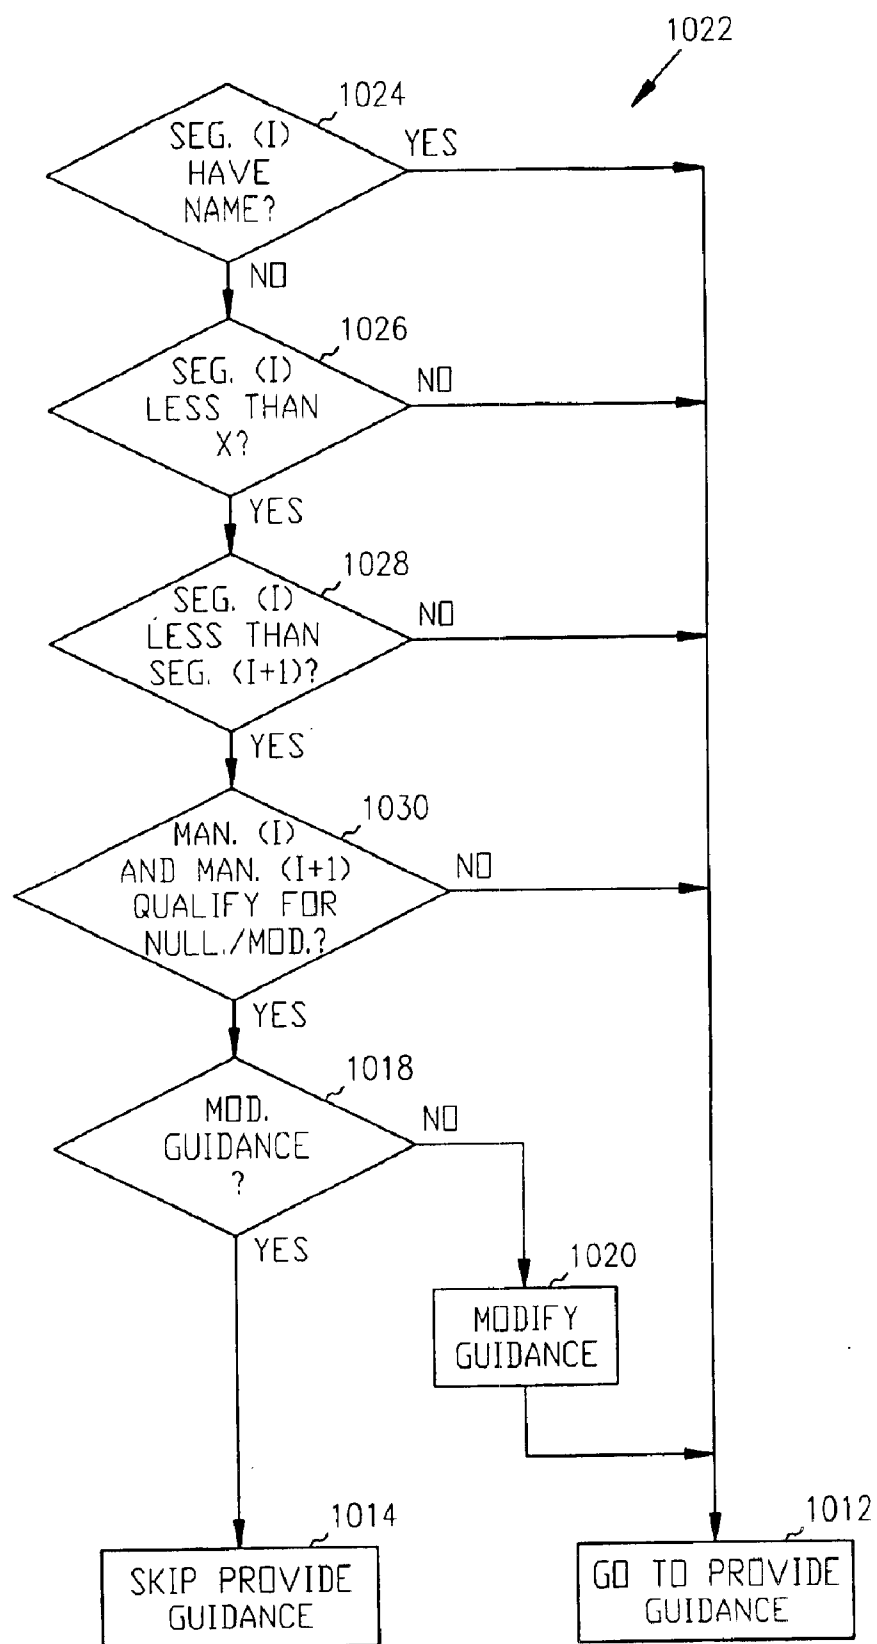 1022
1024
SEG. (I)
HAVE
NAME?
YES
NO
1026
SEG. (I)
LESS THAN
X?
NO
YES
1028
SEG. (I)
LESS THAN
SEG. (I+1)?
NO
YES
1030
MAN. (I)
AND MAN. (I+1)
QUALIFY FOR
NULL./MOD.?
NO
YES
1018
MOD.
GUIDANCE
?
NO
YES
1020
MODIFY
GUIDANCE
1014
SKIP PROVIDE
GUIDANCE
1012
GO TO PROVIDE
GUIDANCE